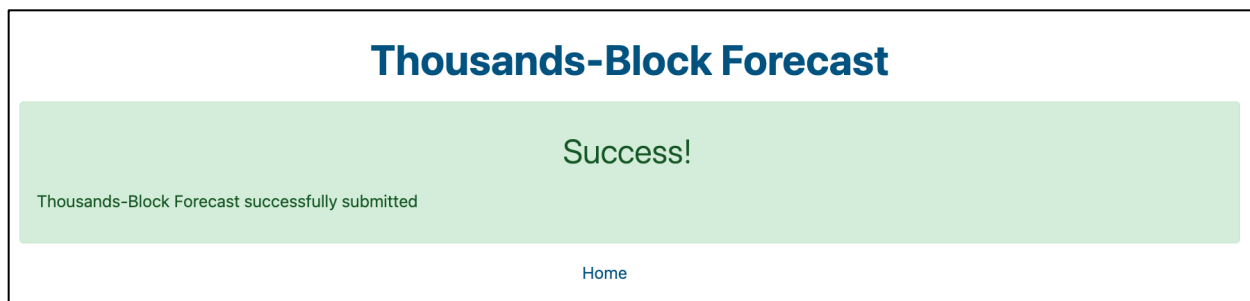 Thousands-Block Forecast
Success!
Thousands-Block Forecast successfully submitted
Home